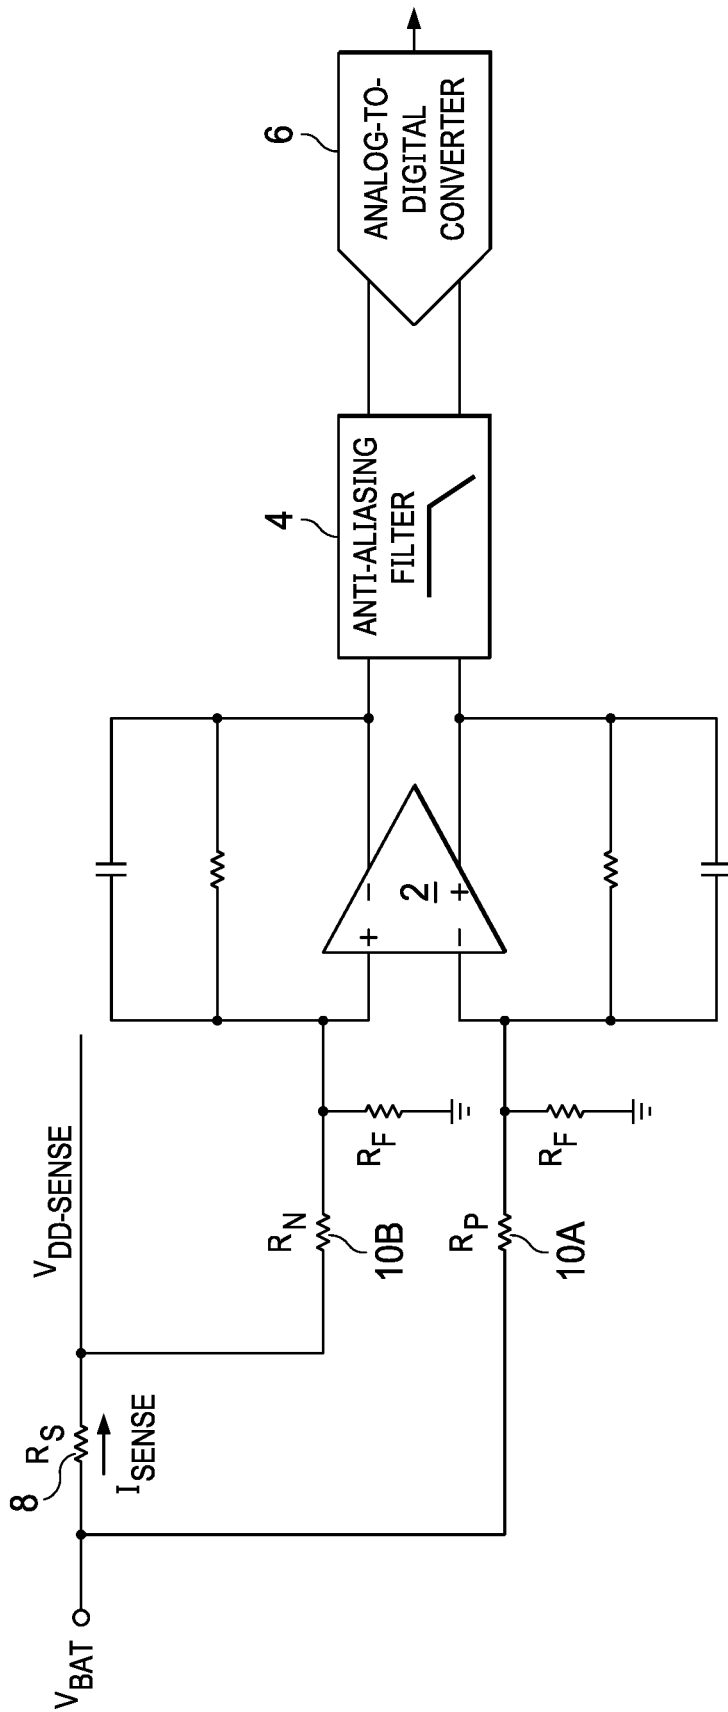 V_BAT
8
R_S
I_SENSE
V_DD-SENSE
R_N
10B
R_F
R_P
10A
R_F
+
−
−
+
2
4
ANTI-ALIASING
FILTER
6
ANALOG-TO-
DIGITAL
CONVERTER